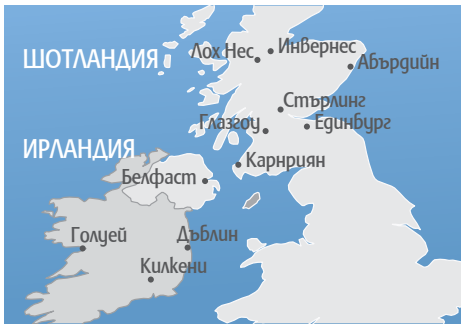 ШОТЛАНДИЯ
Лох Нес
Инвернес
Абърдийн
Стърлинг
Глазгоу
Единбург
ИРЛАНДИЯ
Карнриян
Белфаст
Голуей
Дъблин
Килкени